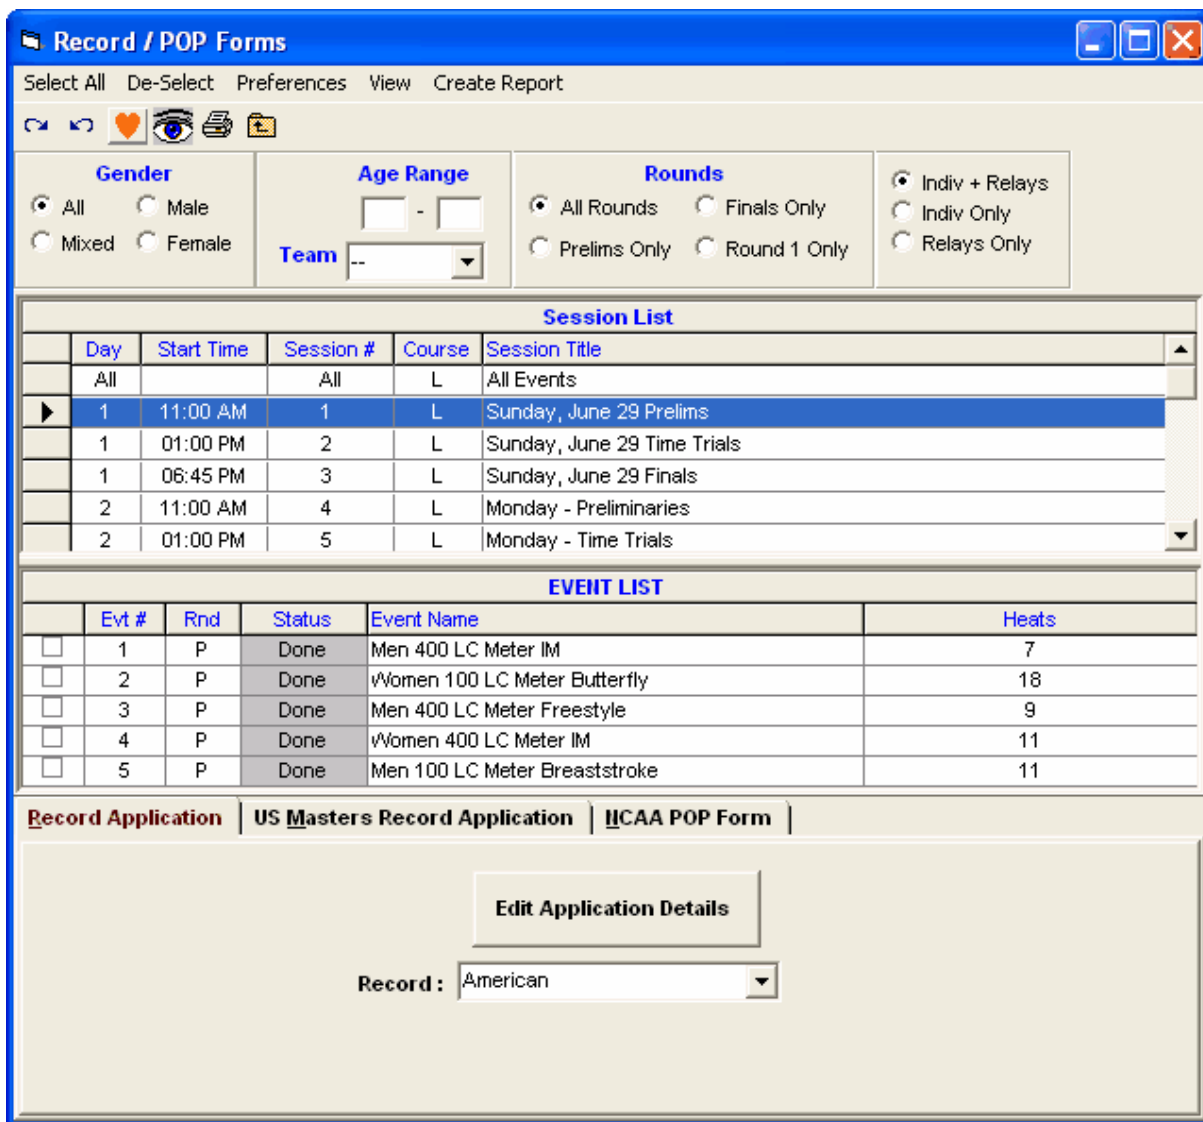 Record / POP Forms
Select All De-Select Preferences View Create Report
Gender
All Male
Mixed Female
Age Range
-
Team --
Rounds
All Rounds Finals Only
Prelims Only Round 1 Only
Indiv + Relays
Indiv Only
Relays Only
Session List
Day Start Time Session # Course Session Title
All All L All Events
1 11:00 AM 1 L Sunday, June 29 Prelims
1 01:00 PM 2 L Sunday, June 29 Time Trials
1 06:45 PM 3 L Sunday, June 29 Finals
2 11:00 AM 4 L Monday - Preliminaries
2 01:00 PM 5 L Monday - Time Trials
EVENT LIST
Evt # Rnd Status Event Name Heats
1 P Done Men 400 LC Meter IM 7
2 P Done Women 100 LC Meter Butterfly 18
3 P Done Men 400 LC Meter Freestyle 9
4 P Done Women 400 LC Meter IM 11
5 P Done Men 100 LC Meter Breaststroke 11
Record Application US Masters Record Application NCAA POP Form
Edit Application Details
Record : American